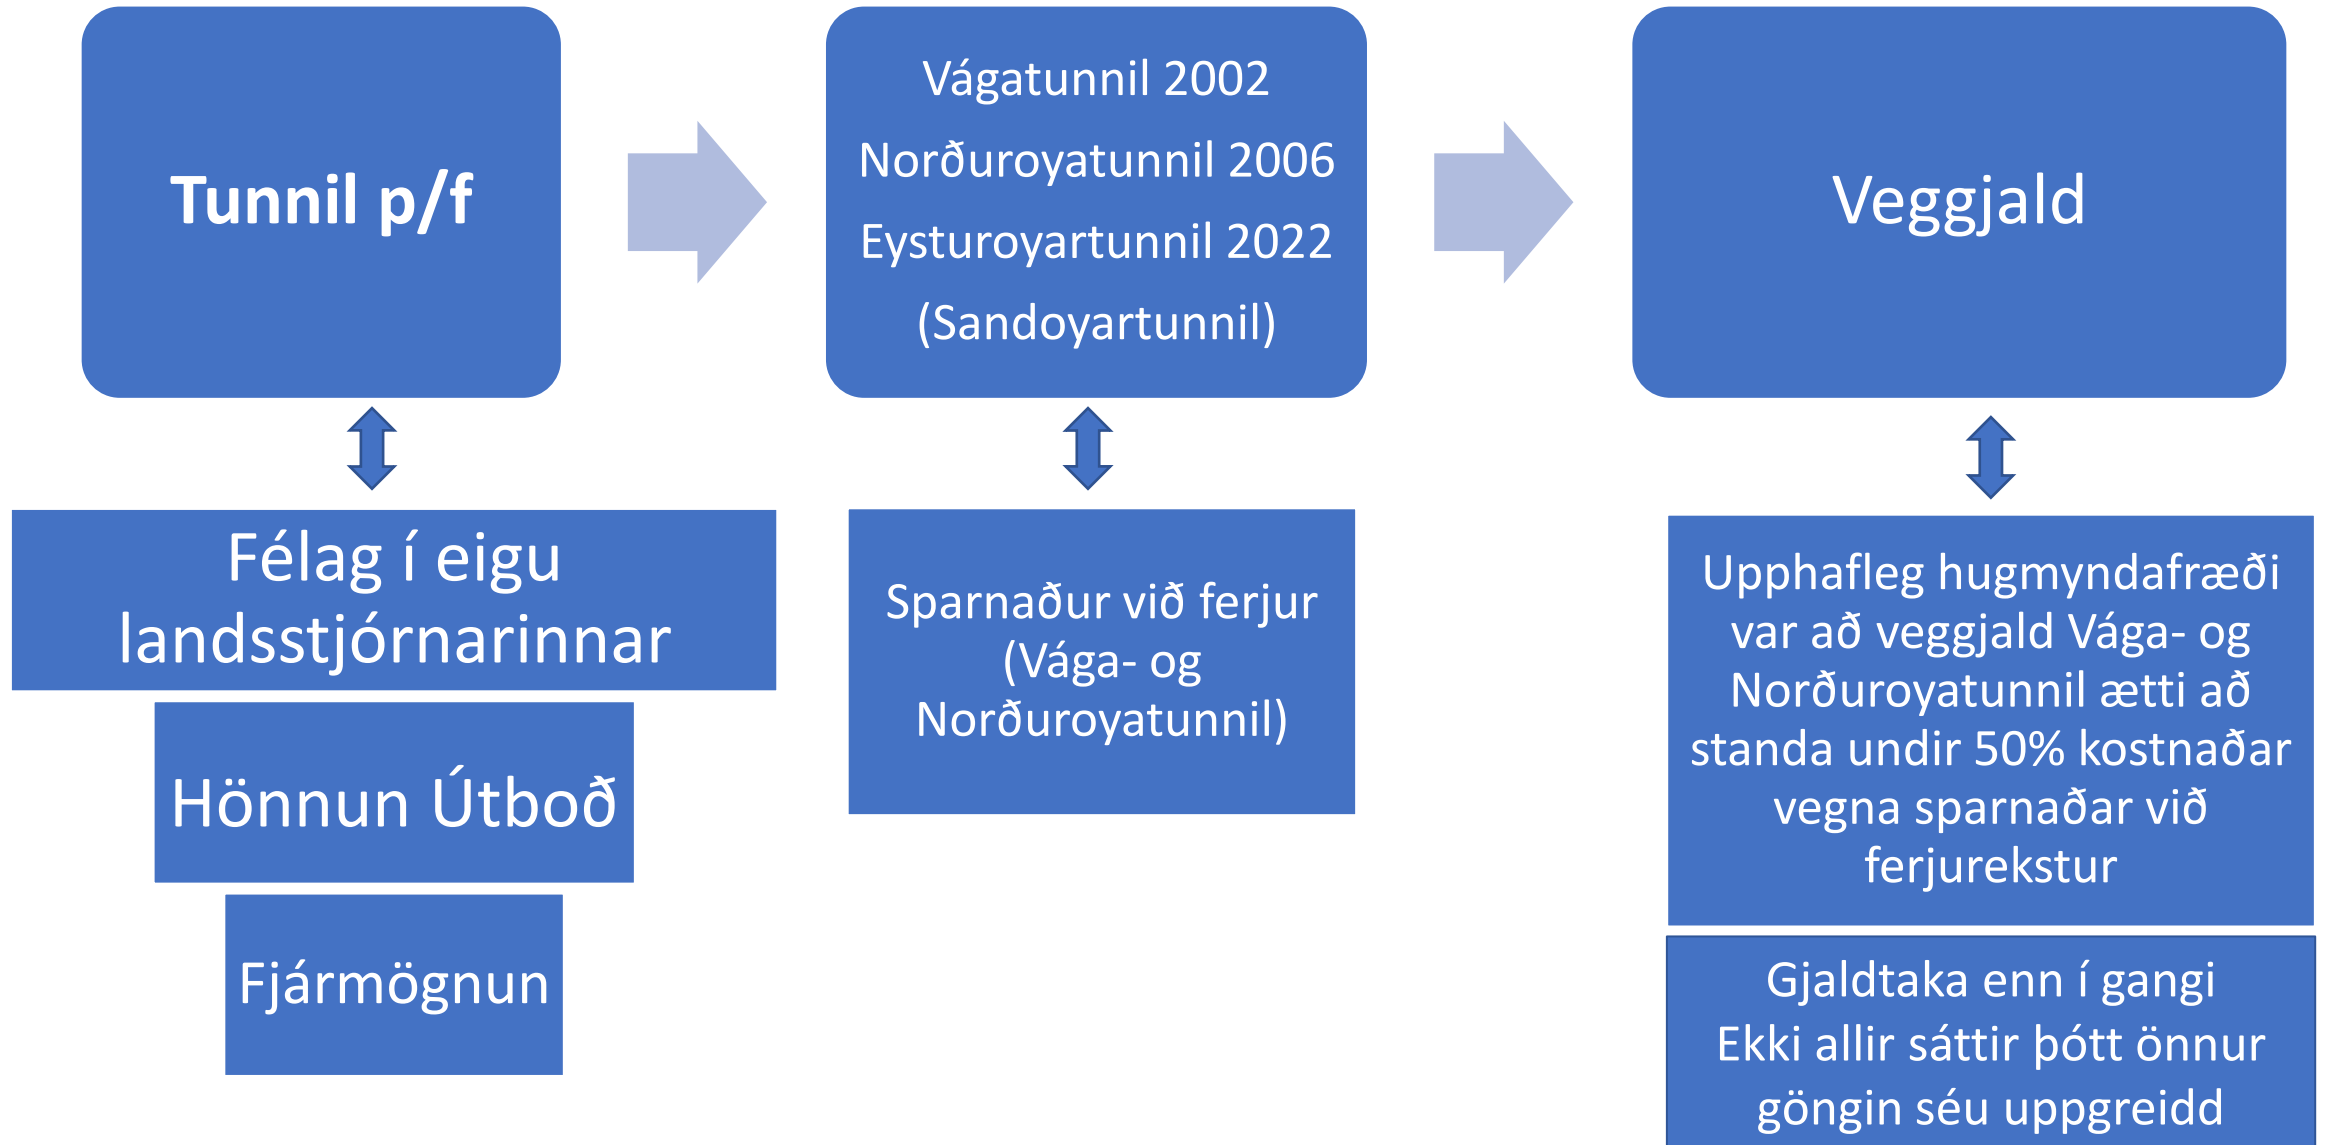 Tunnil p/f
Félag í eigu
landsstjórnarinnar
Hönnun Útboð
Fjármögnun
Vágatunnil 2002
Norðuroyatunnil 2006
Eysturoyartunnil 2022
(Sandoyartunnil)
Sparnaður við ferjur
(Vága- og
Norðuroyatunnil)
Veggjald
Upphafleg hugmyndafræði
var að veggjald Vága- og
Norðuroyatunnil ætti að
standa undir 50% kostnaðar
vegna sparnaðar við
ferjurekstur
Gjaldtaka enn í gangi
Ekki allir sáttir þótt önnur
göngin séu uppgreidd